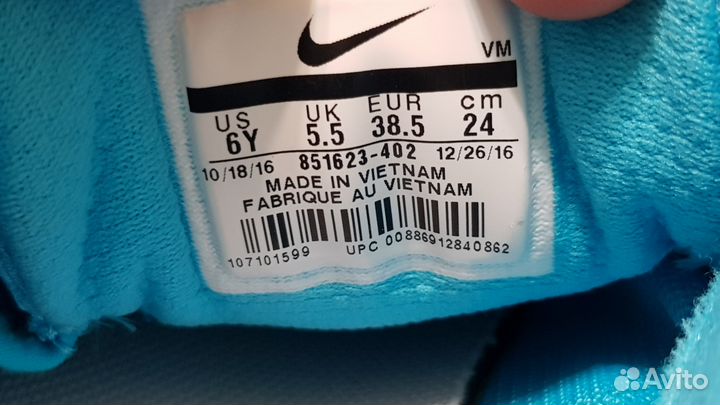 VM
US UK EUR cm
6Y 5.5 38.5 24
10/18/16 851623-402 12/26/16
MADE IN VIETNAM
FABRIQUE AU VIETNAM
107101599 UPC 00886912840862
Avito